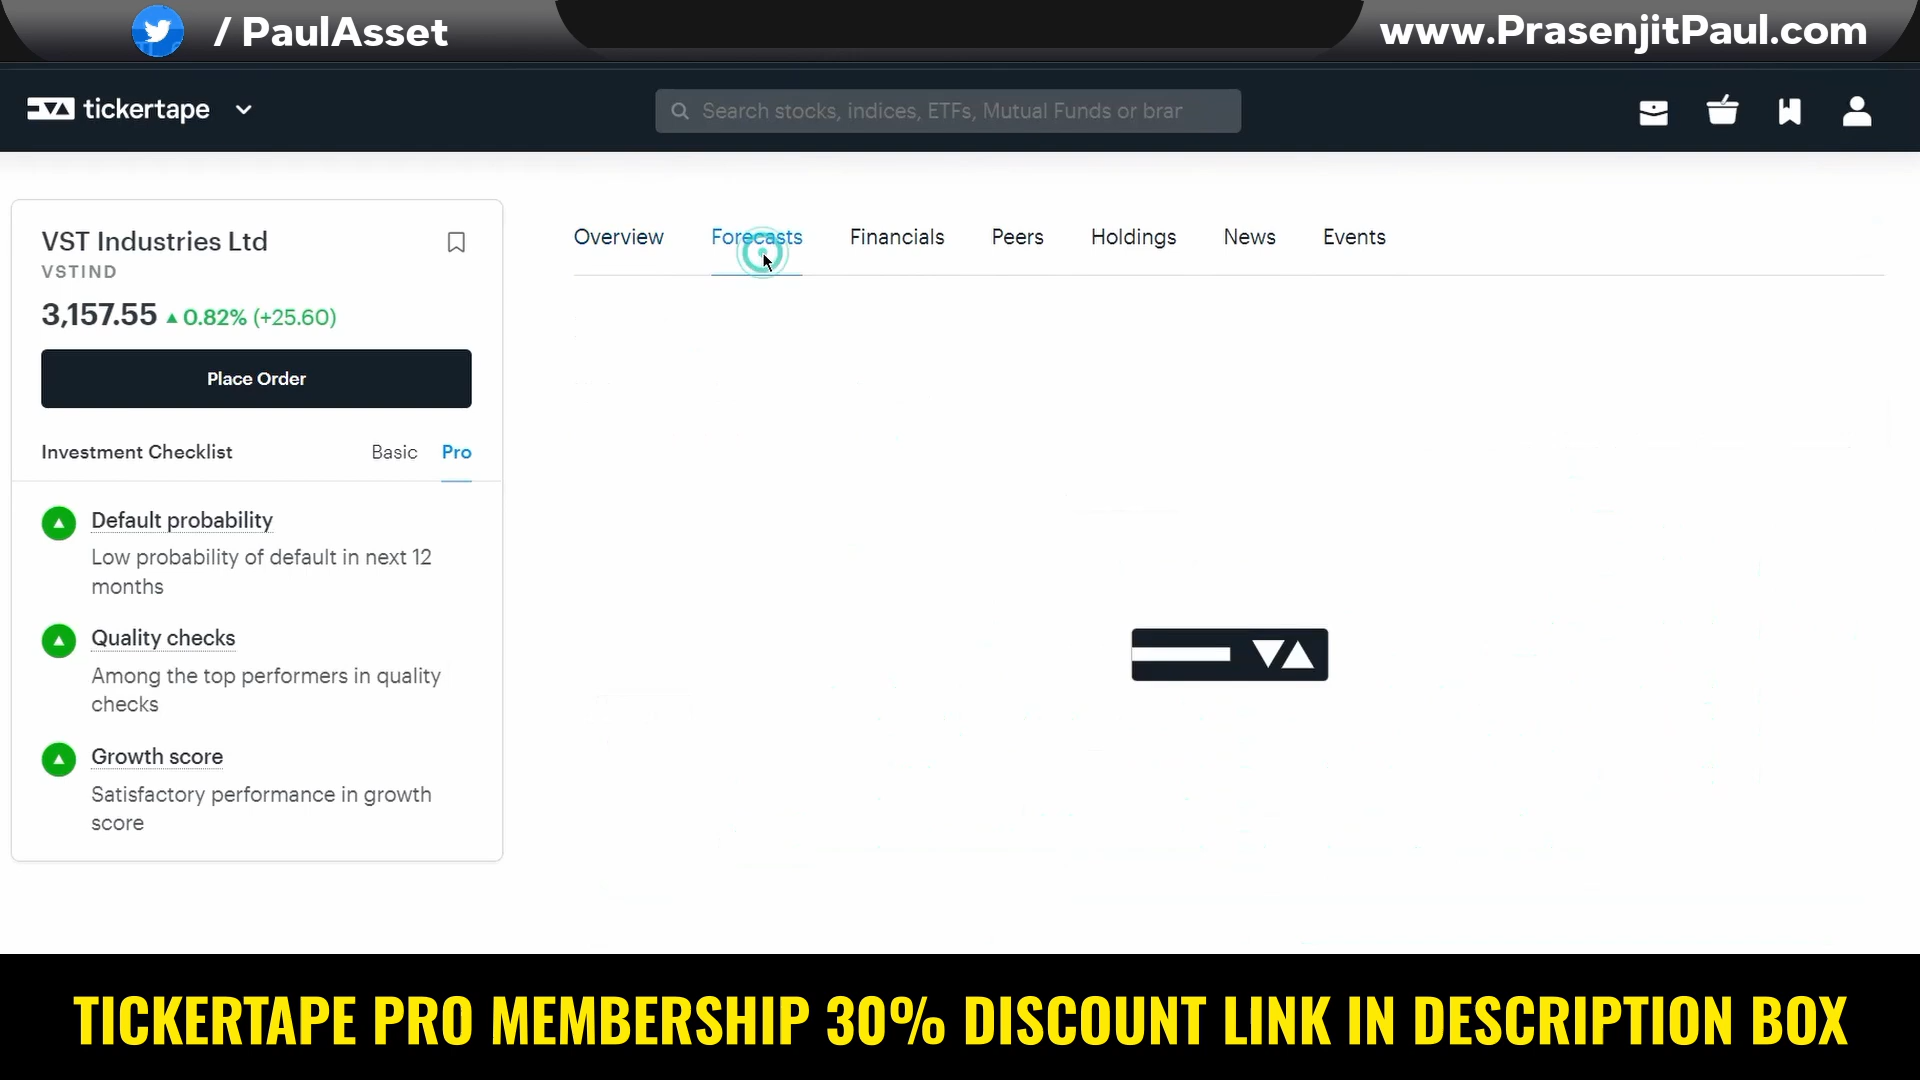 / PaulAsset
www.PrasenjitPaul.com
tickertape
Search stocks, indices, ETFs, Mutual Funds or brar
VST Industries Ltd
VSTIND
3,157.55 ▲ 0.82% (+25.60)
Place Order
Investment Checklist Basic Pro
Default probability
Low probability of default in next 12
months
Quality checks
Among the top performers in quality
checks
Growth score
Satisfactory performance in growth
score
Overview Forecasts Financials Peers Holdings News Events
TICKERTAPE PRO MEMBERSHIP 30% DISCOUNT LINK IN DESCRIPTION BOX